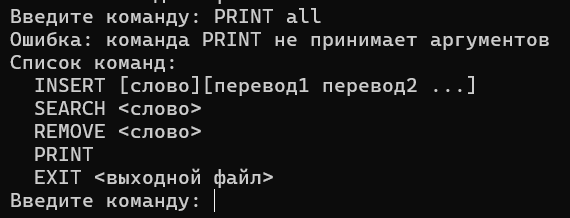 Введите команду: PRINT all
Ошибка: команда PRINT не принимает аргументов
Список команд:
INSERT [слово][перевод1 перевод2 ...]
SEARCH <слово>
REMOVE <слово>
PRINT
EXIT <выходной файл>
Введите команду: